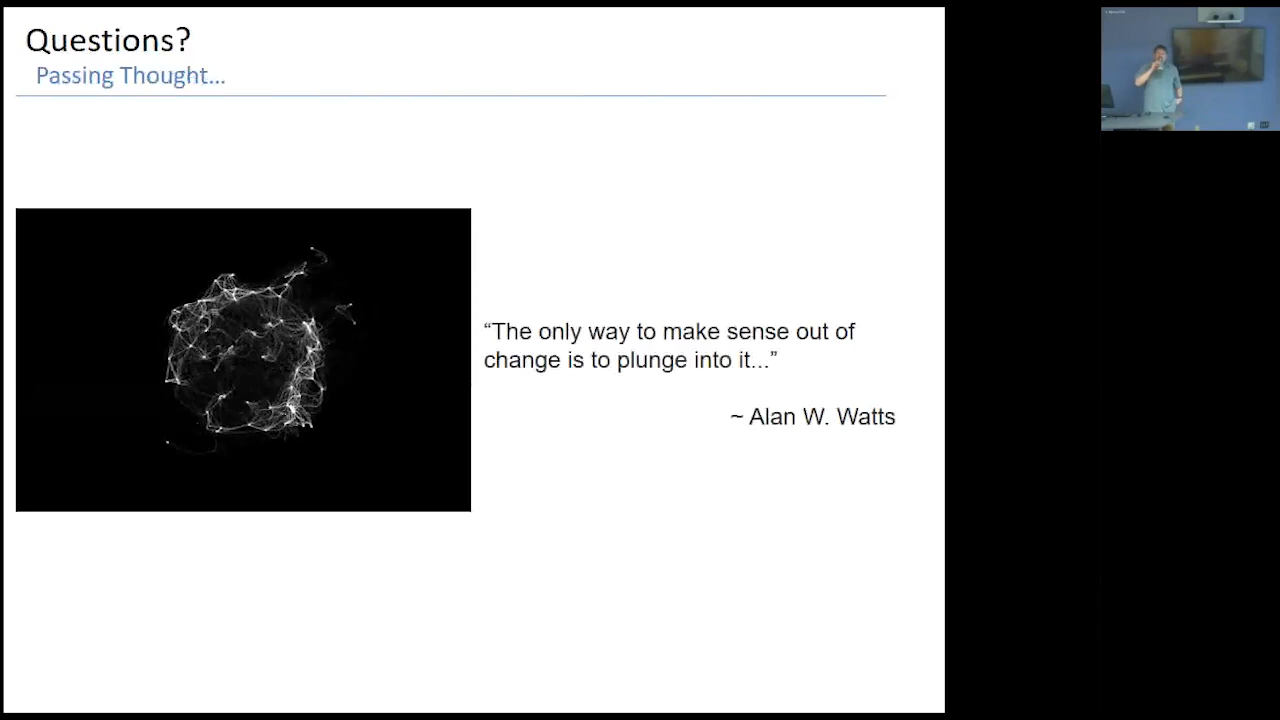 Questions?
Passing Thought...
“The only way to make sense out of
change is to plunge into it...”
~ Alan W. Watts